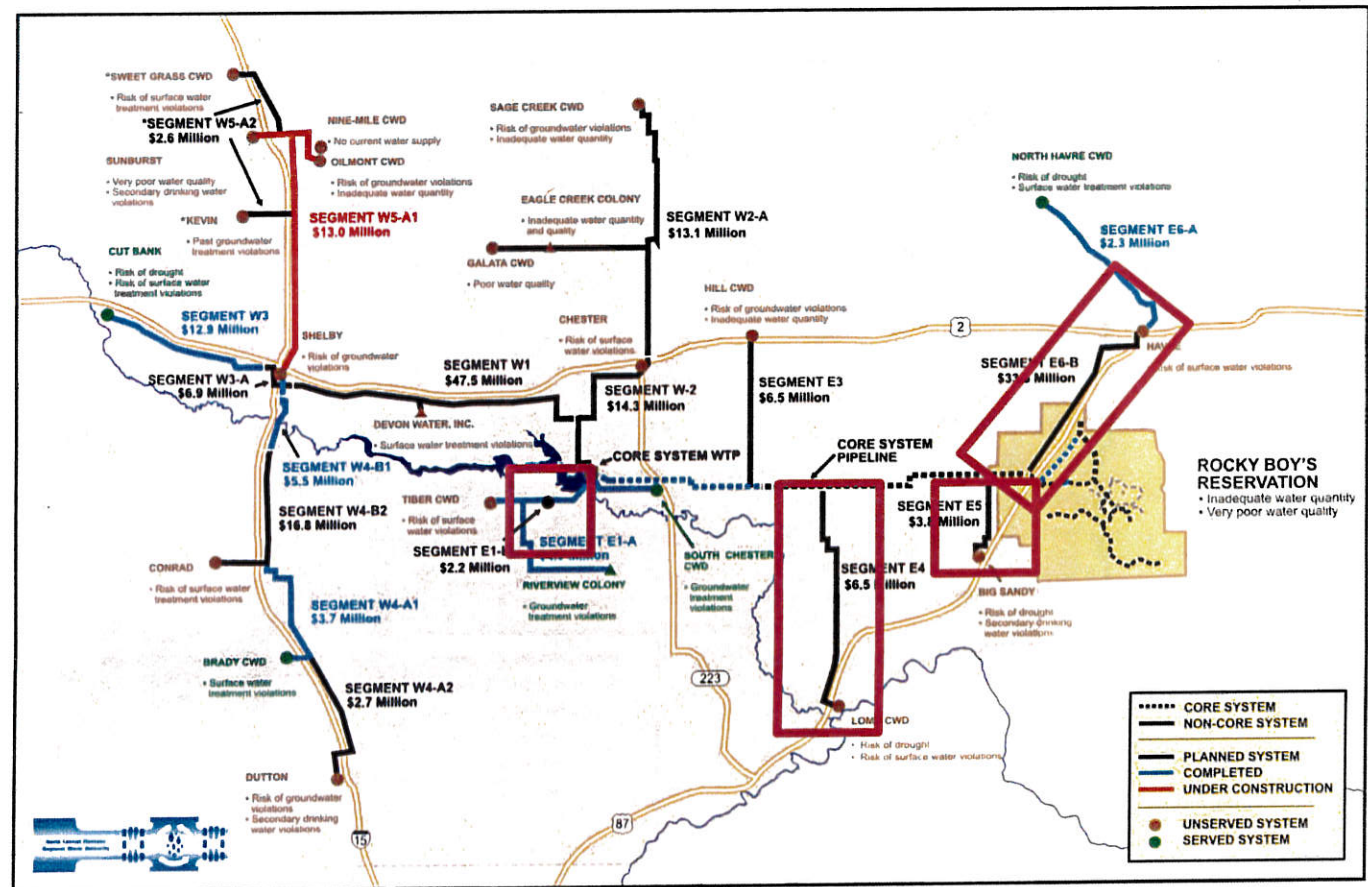 *SWEET GRASS CWD
• Risk of surface water
treatment violations
*SEGMENT W5-A2
$2.6 Million
NINE-MILE CWD
• No current water supply
OILMONT CWD
• Risk of groundwater violations
• Inadequate water quantity
SUNBURST
• Very poor water quality
• Secondary drinking water
violations
*KEVIN
• Past groundwater
treatment violations
SEGMENT W5-A1
$13.0 Million
CUT BANK
• Risk of drought
• Risk of surface water
treatment violations
SEGMENT W3
$12.9 Million
SHELBY
• Risk of groundwater
violations
SEGMENT W3-A
$6.9 Million
SAGE CREEK CWD
• Risk of groundwater violations
• Inadequate water quantity
EAGLE CREEK COLONY
• Inadequate water quantity
and quality
SEGMENT W2-A
$13.1 Million
GALATA CWD
• Poor water quality
CHESTER
• Risk of surface
water violations
HILL CWD
• Risk of groundwater violations
• Inadequate water quantity
NORTH HAVRE CWD
• Risk of drought
• Surface water treatment violations
SEGMENT E6-A
$2.3 Million
2
HAVRE
Risk of surface water violations
SEGMENT E6-B
Million
SEGMENT W1
$47.5 Million
SEGMENT W-2
$14.3 Million
SEGMENT E3
$6.5 Million
DEVON WATER, INC.
• Surface water treatment violations
CORE SYSTEM WTP
CORE SYSTEM
PIPELINE
ROCKY BOY'S
RESERVATION
• Inadequate water quantity
• Very poor water quality
SEGMENT W4-B1
$5.5 Million
SEGMENT W4-B2
$16.8 Million
TIBER CWD
• Risk of surface
water violations
SEGMENT E1-B
$2.2 Million
SEGMENT E1-A
Million
RIVERVIEW COLONY
• Groundwater
treatment violations
SOUTH CHESTER
CWD
• Groundwater
treatment
violations
SEGMENT E4
$6.5 Million
SEGMENT E5
Million
BIG SANDY
• Risk of drought
• Secondary drinking
water violations
CONRAD
• Risk of surface water
treatment violations
SEGMENT W4-A1
$3.7 Million
BRADY CWD
• Surface water
treatment violations
SEGMENT W4-A2
$2.7 Million
223
LOMA CWD
• Risk of drought
• Risk of surface water violations
DUTTON
• Risk of groundwater
violations
• Secondary drinking
water violations
15
87
CORE SYSTEM
NON-CORE SYSTEM
PLANNED SYSTEM
COMPLETED
UNDER CONSTRUCTION
UNSERVED SYSTEM
SERVED SYSTEM